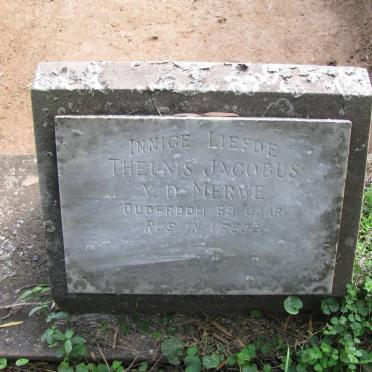 INNIGE LIEFDE
THEUNIS JACOBUS
V. D. MERWE
OUDERDOM 69 JAAR
RUS IN VREDE